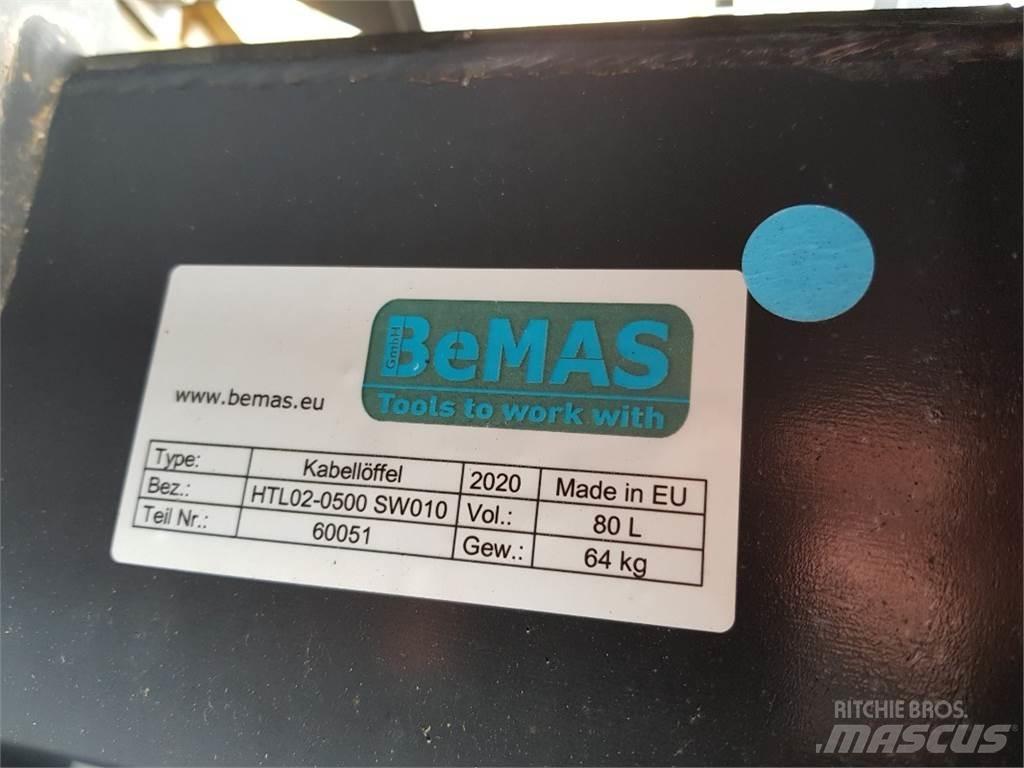 GmbH
BeMAS
Tools to work with
www.bemas.eu
Type: Kabellöffel 2020 Made in EU
Bez.: HTL02-0500 SW010 Vol.: 80 L
Teil Nr.: 60051 Gew.: 64 kg
RITCHIE BROS.
MASCUS